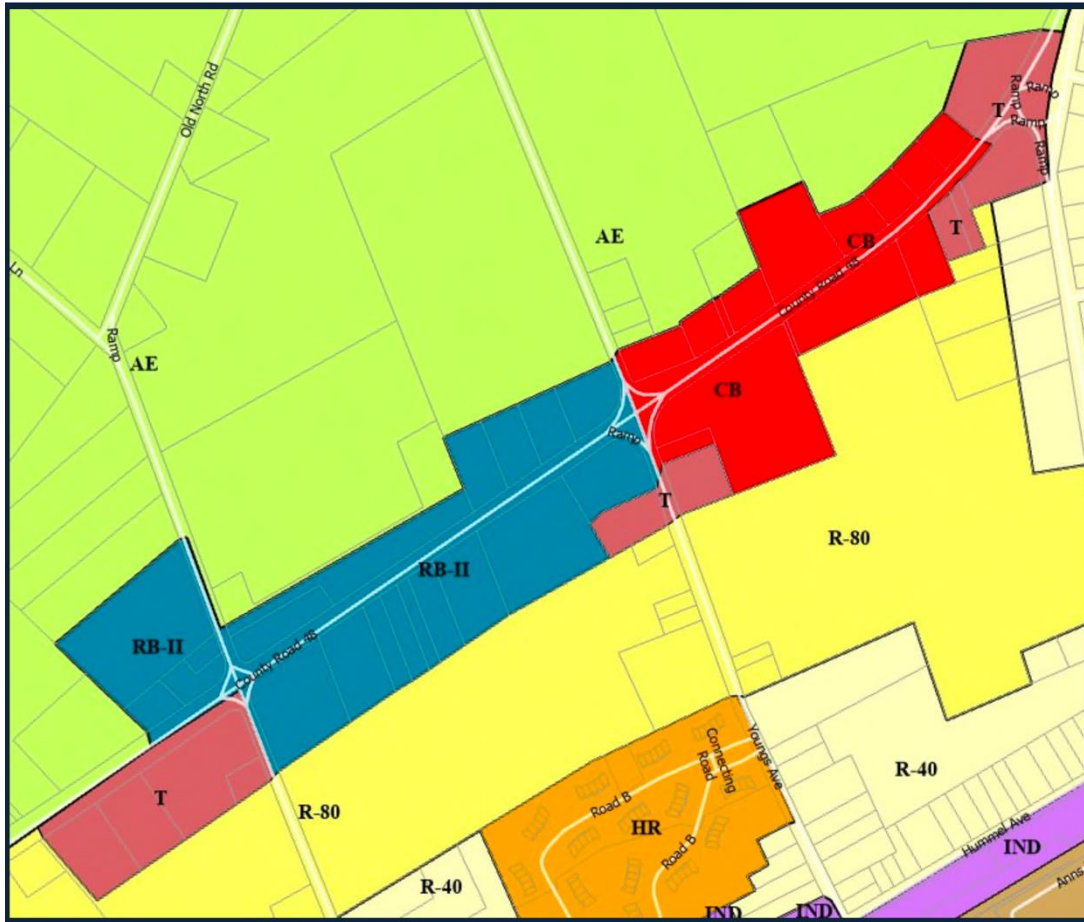 Old North Rd
Ramp
Ramp
T
Ramp
Ramp
T
AE
CB
Ln
County Road 48
Ramp
AE
CB
Ramp
T
R-80
RB-II
RB-II
County Road 48
Youngs Ave
Connecting
Road
R-40
T
Road B
R-80
HR
Road B
Hummel Ave
IND
R-40
Anns
IND
IND